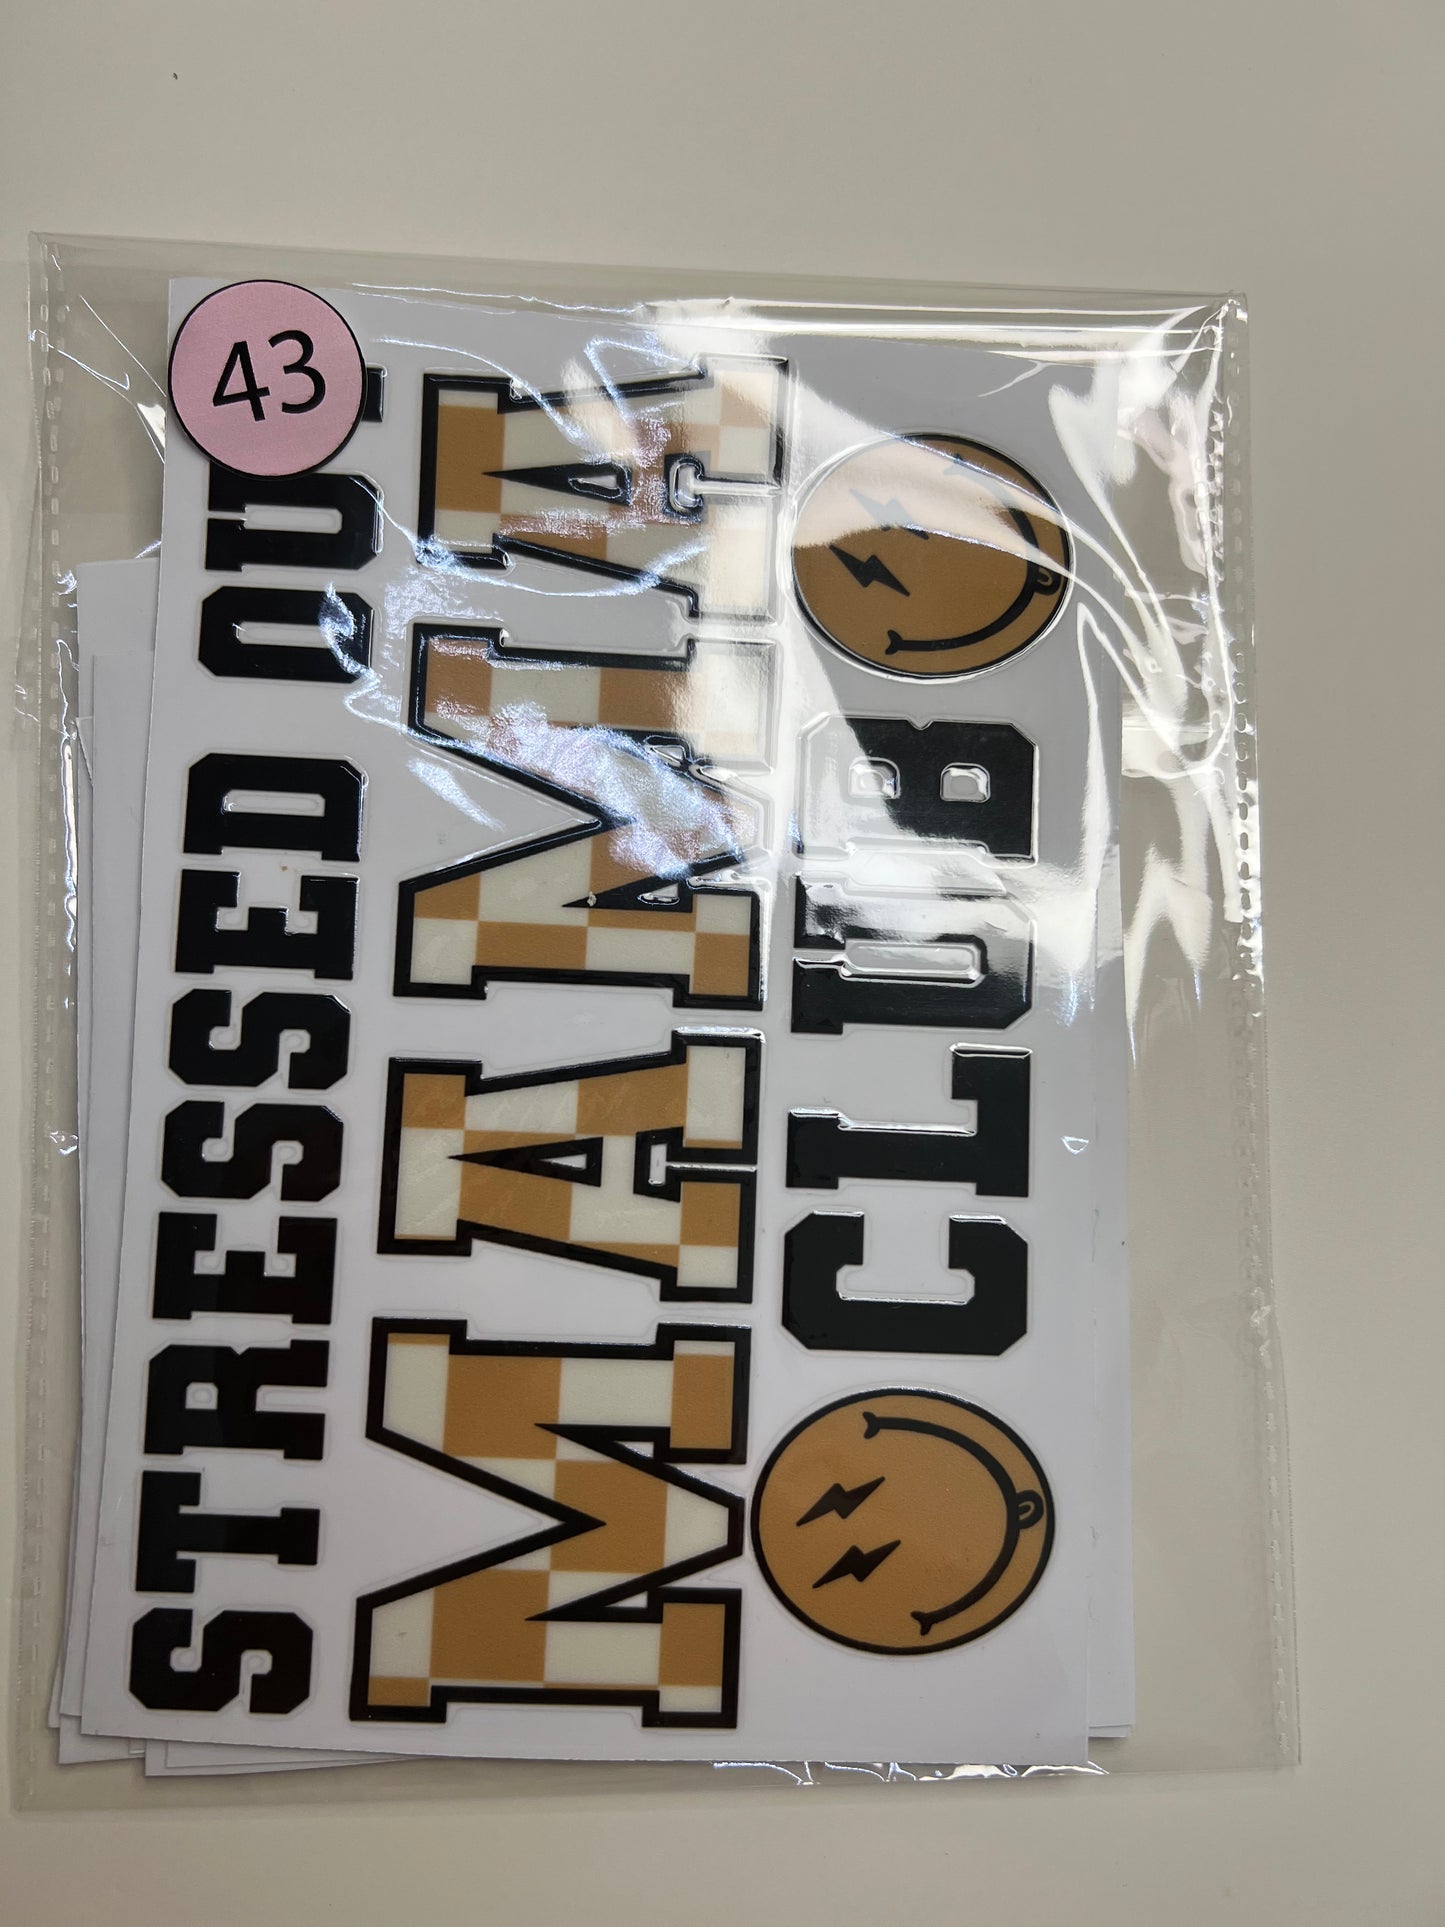 43
STRESSED OUT
MAMA
CLUB